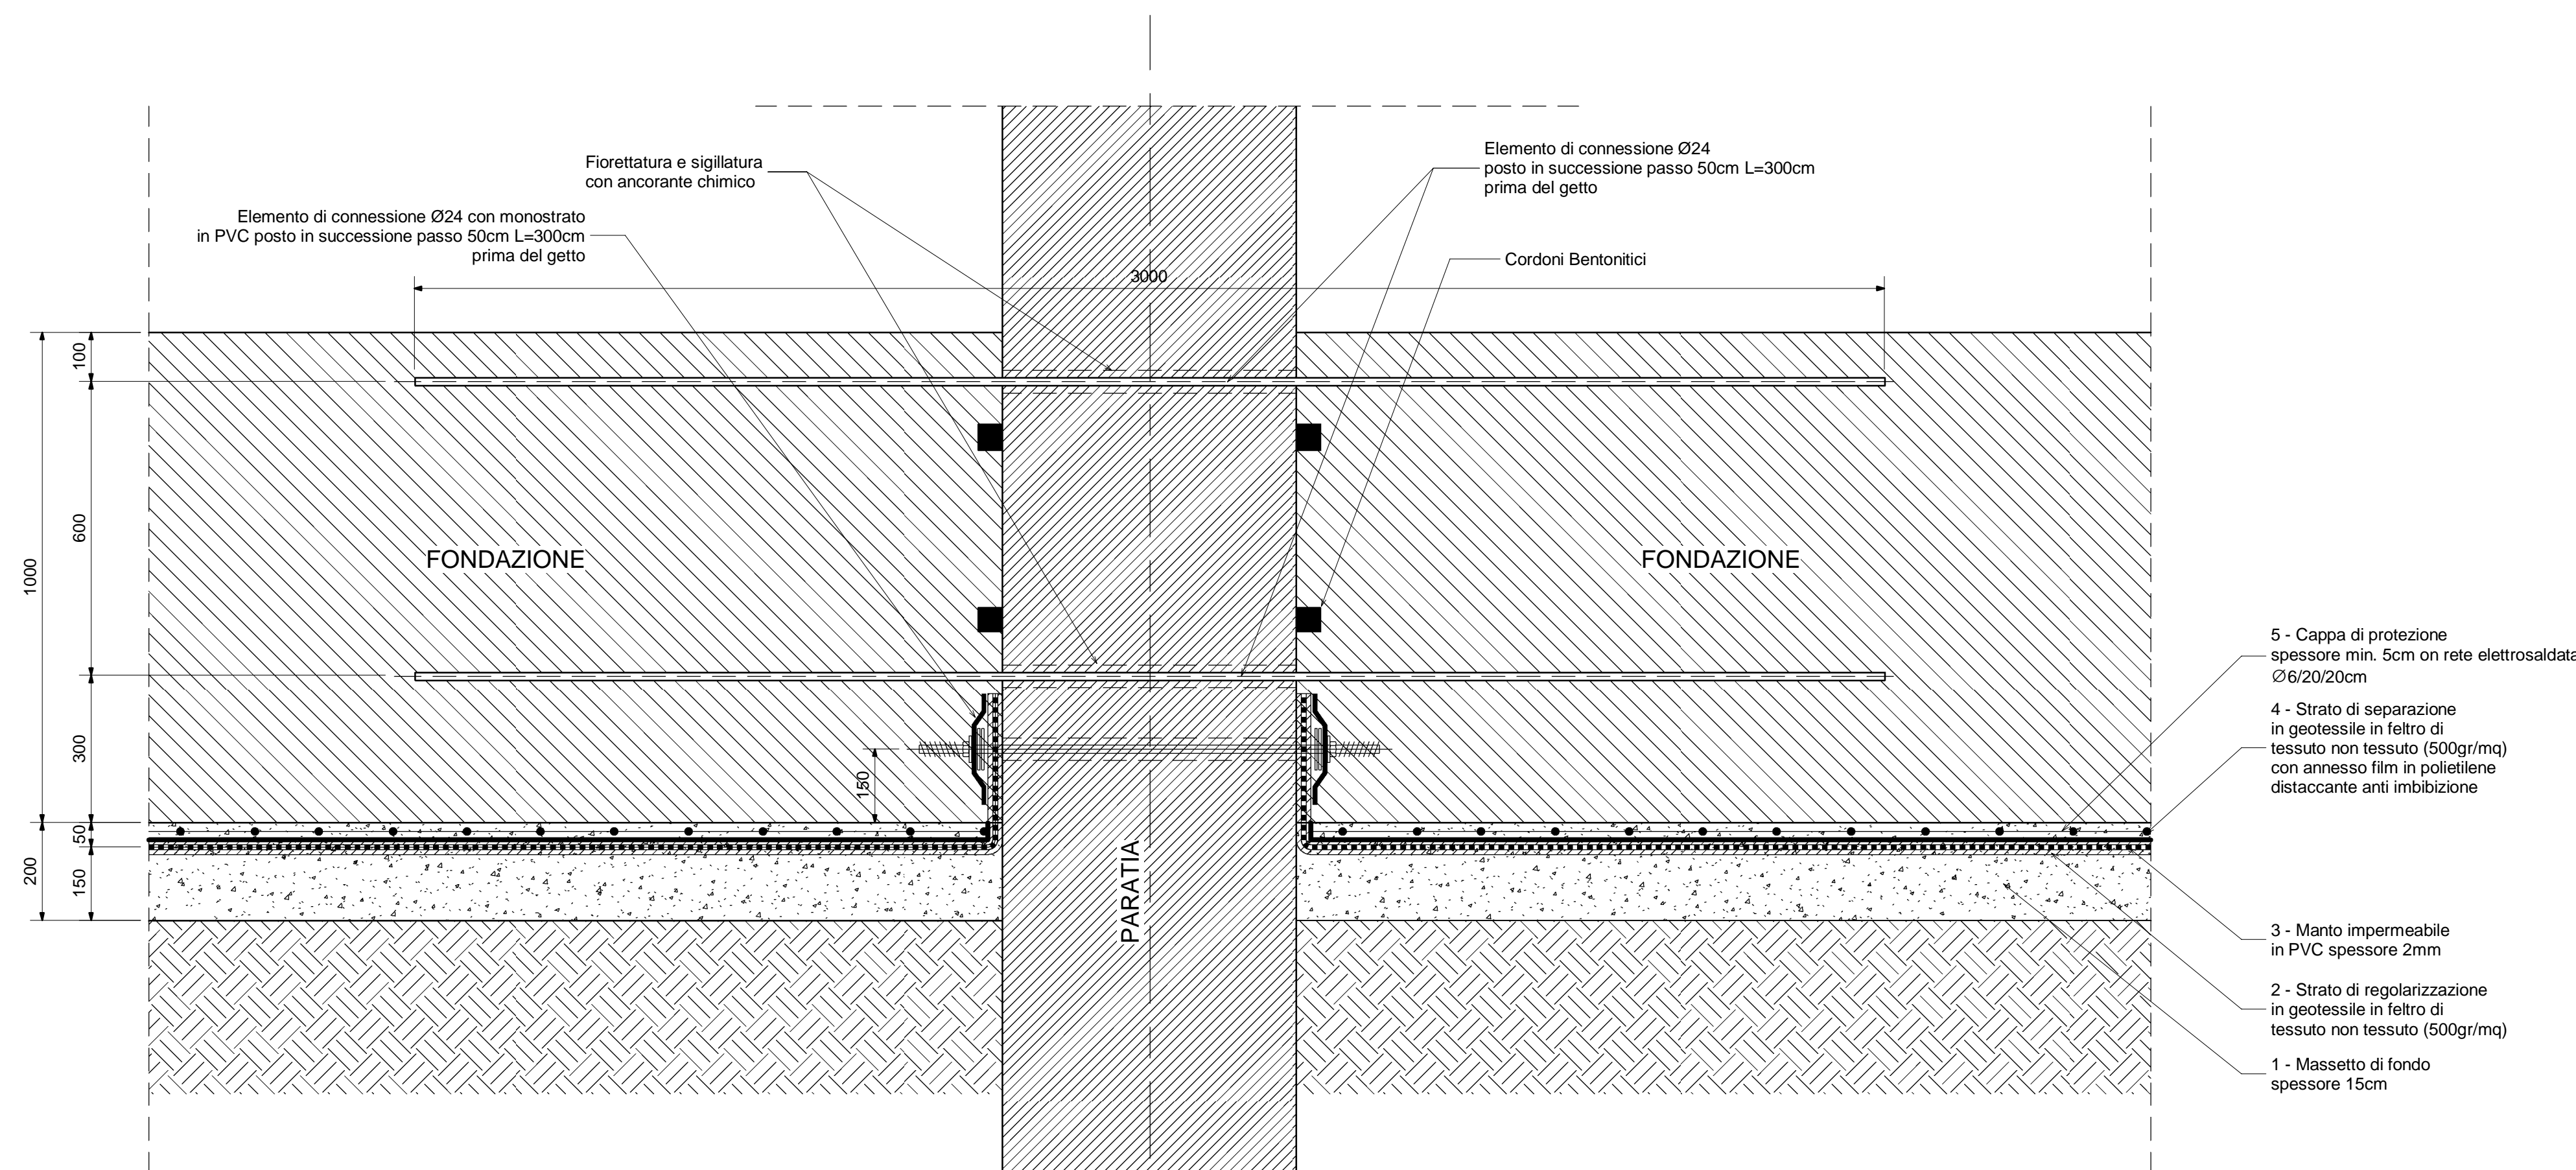 Fiorettatura e sigillatura
con ancorante chimico
Elemento di connessione Ø24
posto in successione passo 50cm L=300cm
prima del getto
Elemento di connessione Ø24 con monostrato
in PVC posto in successione passo 50cm L=300cm
prima del getto
Cordoni Bentonitici
3000
100
600
1000
300
150
50
200
150
FONDAZIONE
FONDAZIONE
PARATIA
5 - Cappa di protezione
spessore min. 5cm on rete elettrosaldata
∅6/20/20cm
4 - Strato di separazione
in geotessile in feltro di
tessuto non tessuto (500gr/mq)
con annesso film in polietilene
distaccante anti imbibizione
3 - Manto impermeabile
in PVC spessore 2mm
2 - Strato di regolarizzazione
in geotessile in feltro di
tessuto non tessuto (500gr/mq)
1 - Massetto di fondo
spessore 15cm